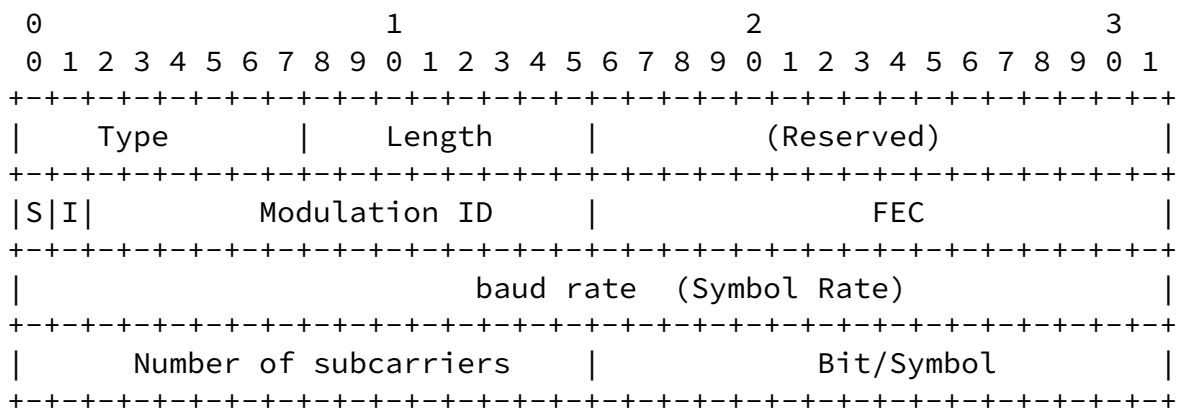 0                   1                   2                   3
 0 1 2 3 4 5 6 7 8 9 0 1 2 3 4 5 6 7 8 9 0 1 2 3 4 5 6 7 8 9 0 1
+-+-+-+-+-+-+-+-+-+-+-+-+-+-+-+-+-+-+-+-+-+-+-+-+-+-+-+-+-+-+-+-+
|    Type       |    Length     |         (Reserved)            |
+-+-+-+-+-+-+-+-+-+-+-+-+-+-+-+-+-+-+-+-+-+-+-+-+-+-+-+-+-+-+-+-+
|S|I|         Modulation ID     |               FEC             |
+-+-+-+-+-+-+-+-+-+-+-+-+-+-+-+-+-+-+-+-+-+-+-+-+-+-+-+-+-+-+-+-+
|                         baud rate  (Symbol Rate)              |
+-+-+-+-+-+-+-+-+-+-+-+-+-+-+-+-+-+-+-+-+-+-+-+-+-+-+-+-+-+-+-+-+
|      Number of subcarriers    |            Bit/Symbol         |
+-+-+-+-+-+-+-+-+-+-+-+-+-+-+-+-+-+-+-+-+-+-+-+-+-+-+-+-+-+-+-+-+